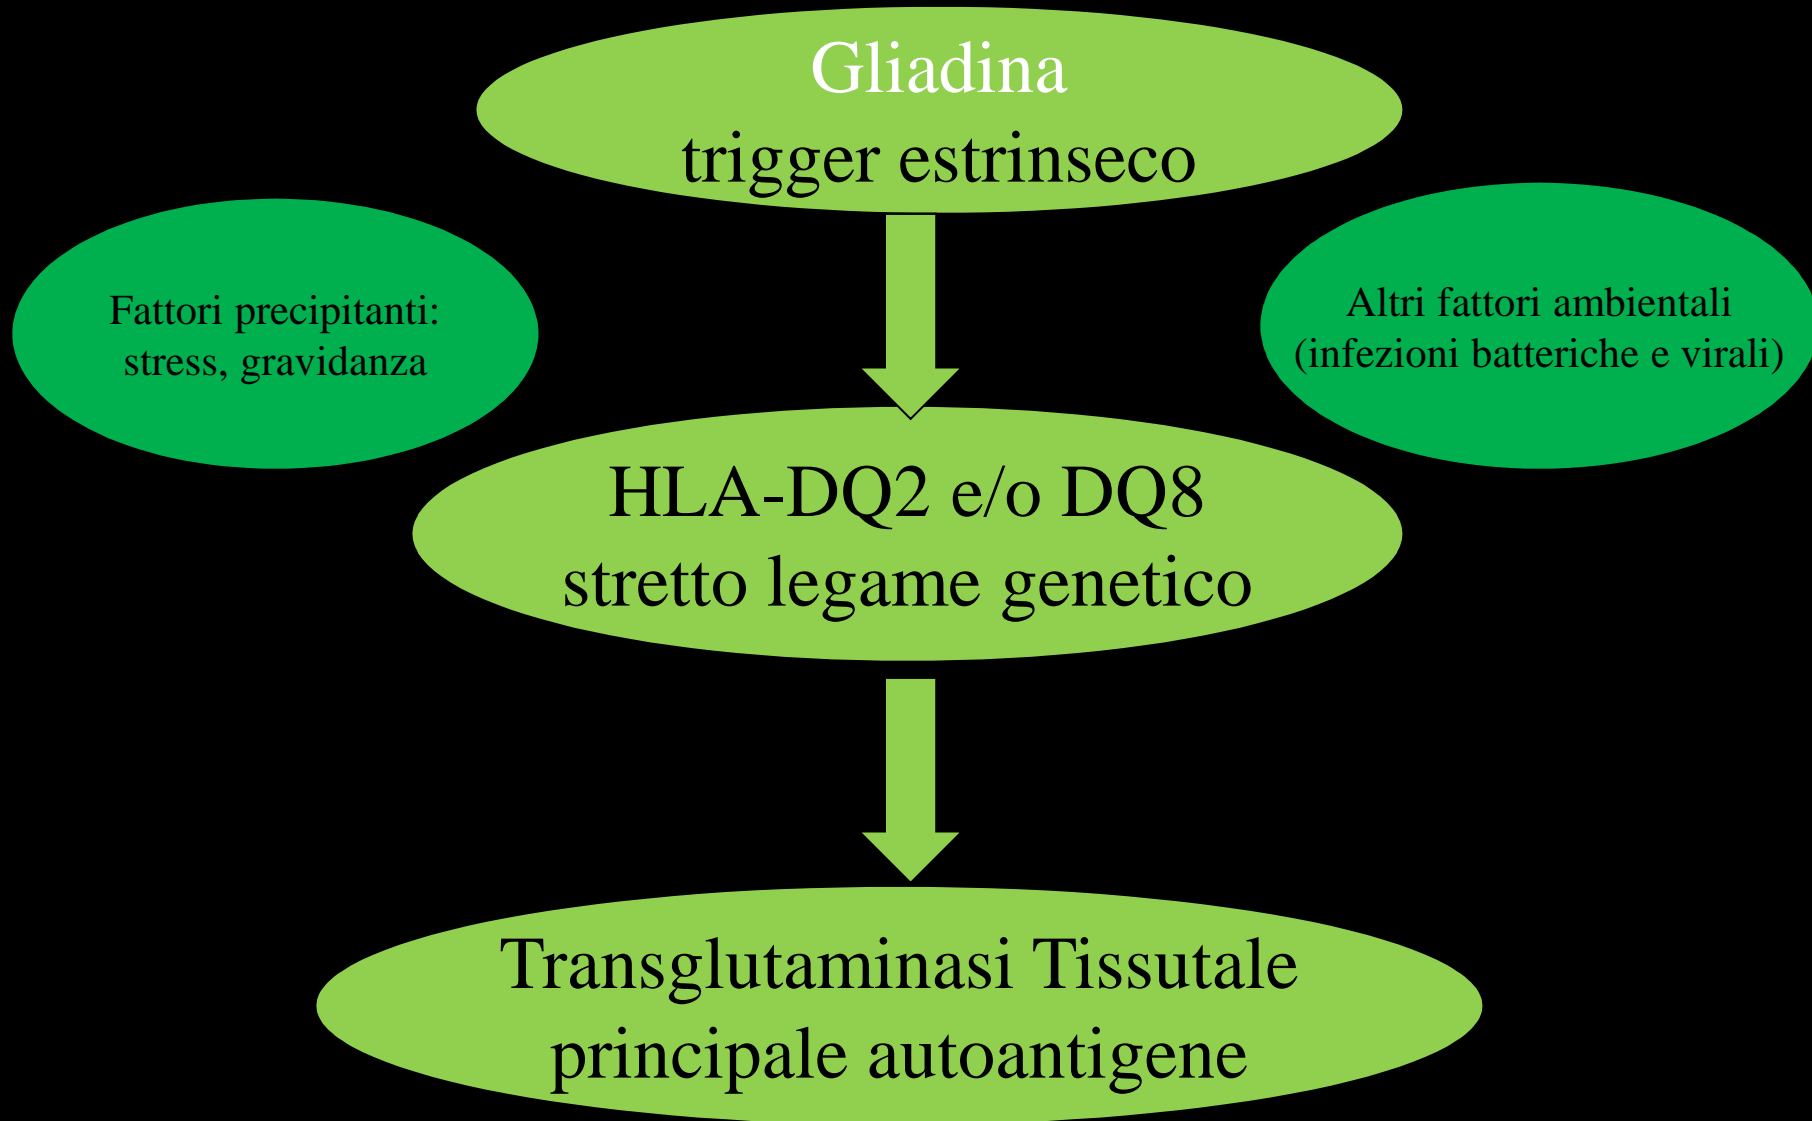 Gliadina
trigger estrinseco
Fattori precipitanti:
stress, gravidanza
Altri fattori ambientali
(infezioni batteriche e virali)
HLA-DQ2 e/o DQ8
stretto legame genetico
Transglutaminasi Tissutale
principale autoantigene